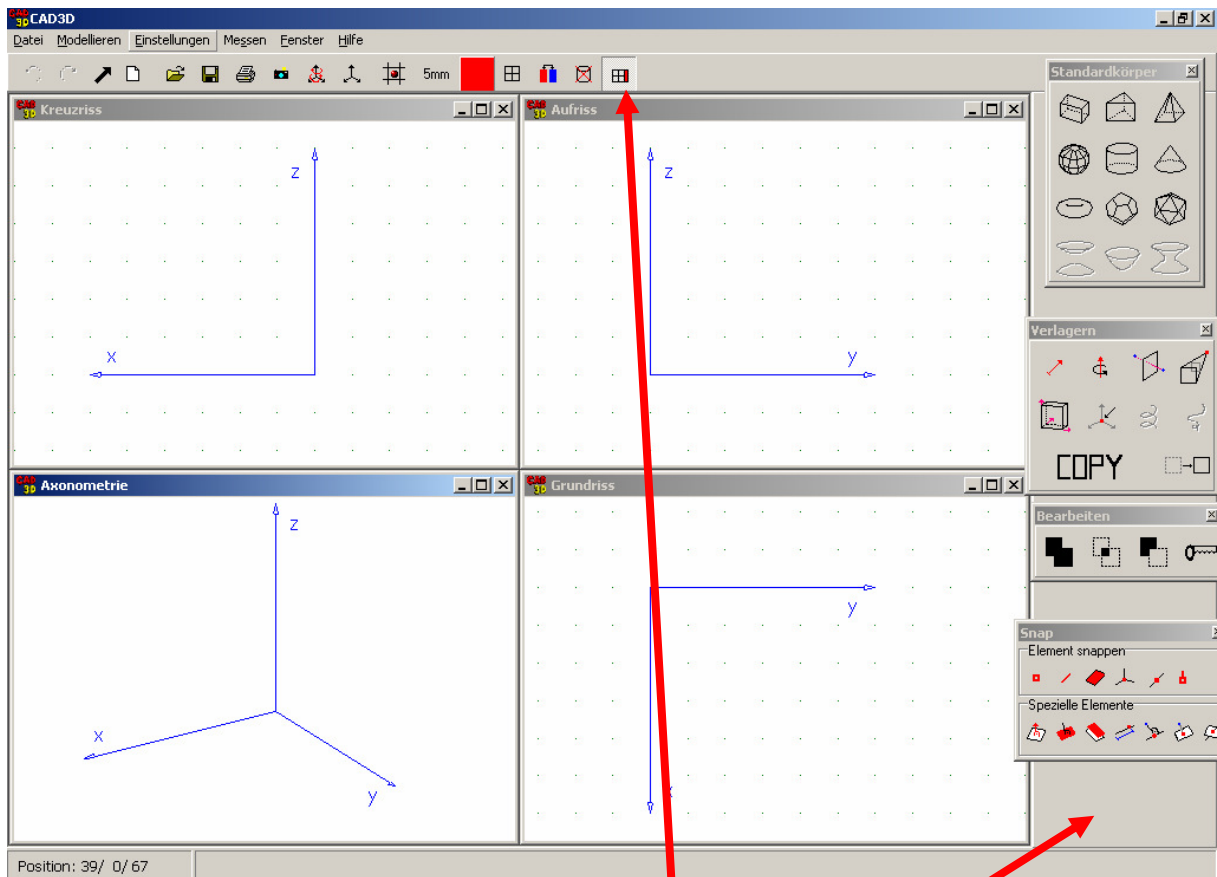 CAD3D
Datei Modellieren Einstellungen Messen Fenster Hilfe
5mm
Standardkörper
Kreuzriss
Aufriss
z
z
x
y
Verlagern
COPY
Axonometrie
Grundriss
Bearbeiten
z
y
Snap
Element snappen
Spezielle Elemente
x
y
x
Position: 39/ 0/ 67